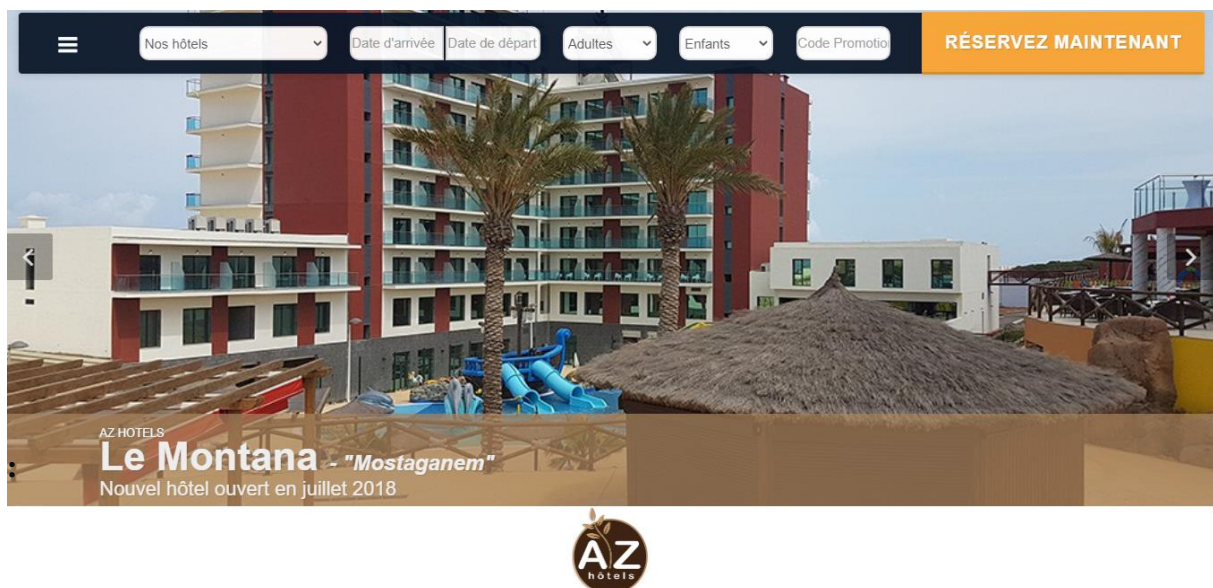 Nos hôtels
Date d'arrivée
Date de départ
Adultes
Enfants
Code Promotio
RÉSERVEZ MAINTENANT
AZ HOTELS
Le Montana - "Mostaganem"
Nouvel hôtel ouvert en juillet 2018
AZ
hôtels